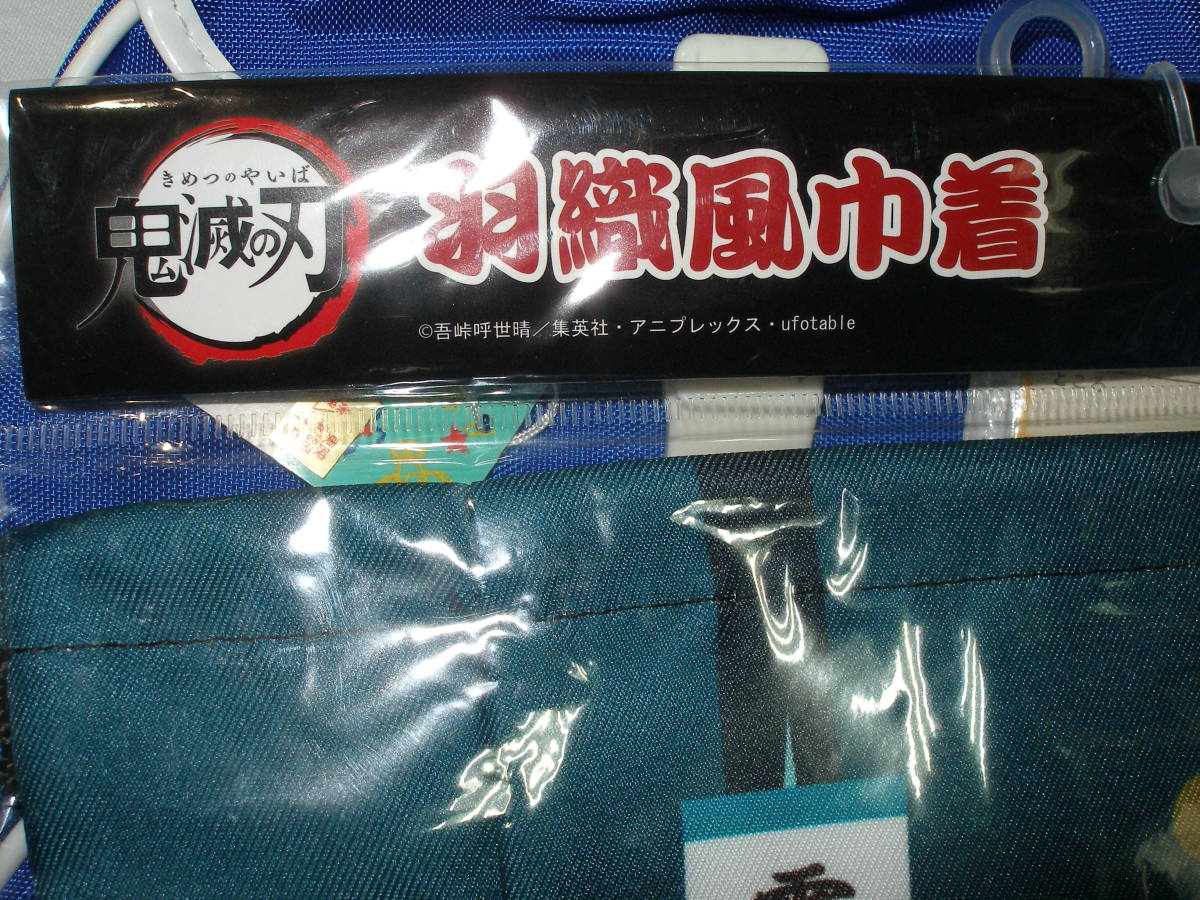 きめつのやいば
鬼滅の刃
羽織風巾着
©吾峠呼世晴／集英社・アニプレックス・ufotable